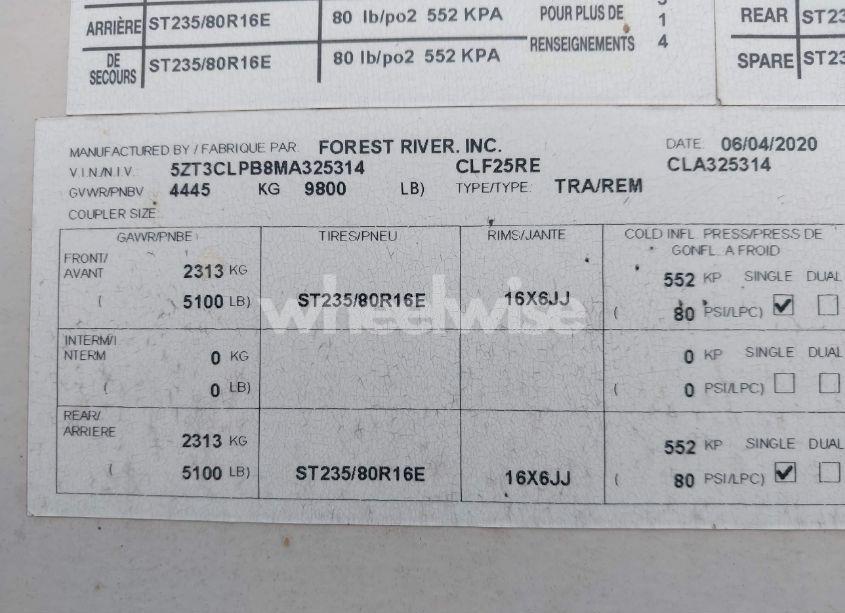 ARRIÈRE ST235/80R16E 80 lb/po2 552 KPA POUR PLUS DE 1 REAR ST23
DE SECOURS ST235/80R16E 80 lb/po2 552 KPA RENSEIGNEMENTS 4 SPARE ST23
MANUFACTURED BY / FABRIQUE PAR: FOREST RIVER, INC. DATE: 06/04/2020
V.I.N./N.I.V. 5ZT3CLPB8MA325314 CLF25RE CLA325314
GVWR/PNBV 4445 KG 9800 LB) TYPE/TYPE: TRA/REM
COUPLER SIZE:
GAWR/PNBE TIRES/PNEU RIMS/JANTE COLD INFL. PRESS/PRESS DE
GONFL. A FROID
FRONT/
AVANT 2313 KG 552 KP SINGLE DUAL
( 5100 LB) ST235/80R16E 16X6JJ ( 80 PSI/LPC)
wheelwise
INTERM/I
NTERM 0 KG 0 KP SINGLE DUAL
( 0 LB) ( 0 PSI/LPC)
REAR/
ARRIERE 2313 KG 552 KP SINGLE DUAL
( 5100 LB) ST235/80R16E 16X6JJ ( 80 PSI/LPC)